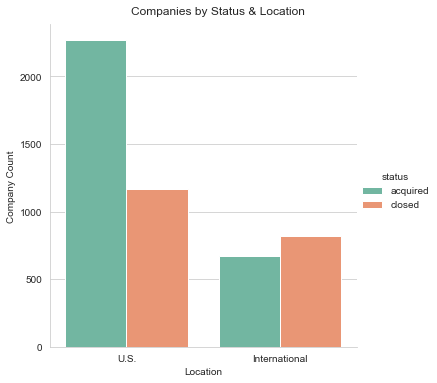 Companies by Status & Location
Company Count
2000
1500
1000
500
0
U.S.
International
Location
status
acquired
closed